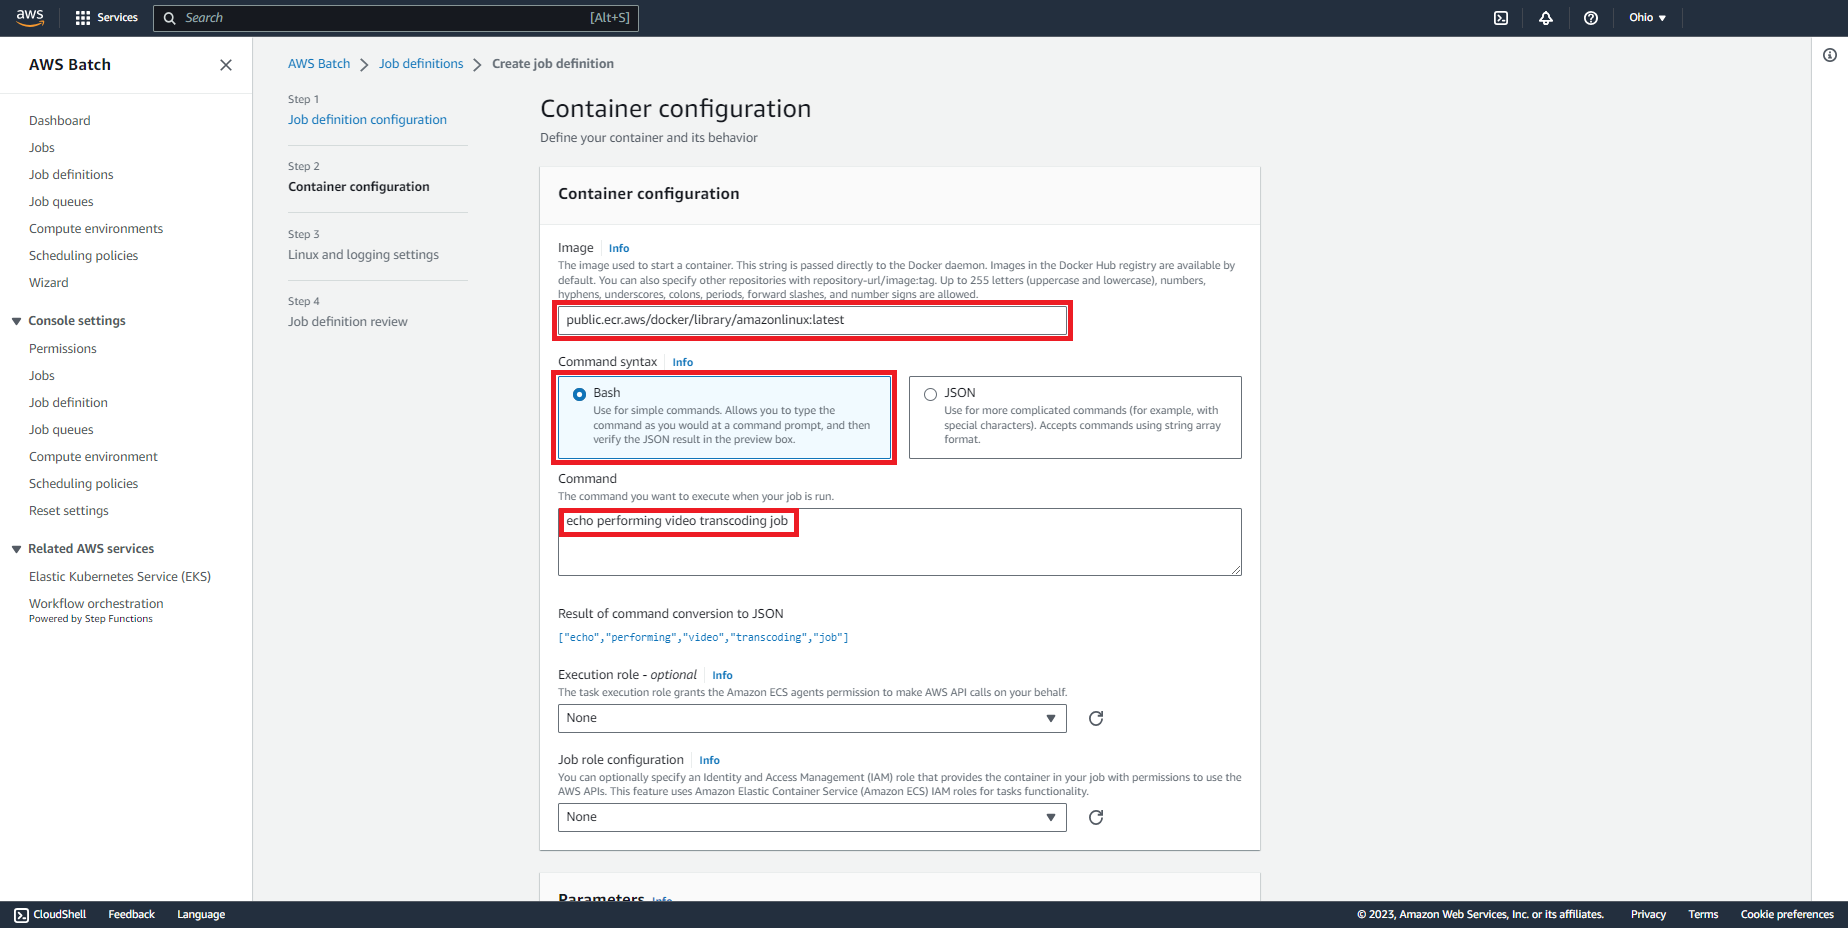 aws
Services
Search
[Alt+S]
Ohio
AWS Batch
Dashboard
Jobs
Job definitions
Job queues
Compute environments
Scheduling policies
Wizard
Console settings
Permissions
Jobs
Job definition
Job queues
Compute environment
Scheduling policies
Reset settings
Related AWS services
Elastic Kubernetes Service (EKS)
Workflow orchestration
Powered by Step Functions
AWS Batch > Job definitions > Create job definition
Step 1
Job definition configuration
Step 2
Container configuration
Step 3
Linux and logging settings
Step 4
Job definition review
Container configuration
Define your container and its behavior
Container configuration
Image Info
The image used to start a container. This string is passed directly to the Docker daemon. Images in the Docker Hub registry are available by
default. You can also specify other repositories with repository-url/image:tag. Up to 255 letters (uppercase and lowercase), numbers,
hyphens, underscores, colons, periods, forward slashes, and number signs are allowed.
public.ecr.aws/docker/library/amazonlinux:latest
Command syntax Info
Bash
Use for simple commands. Allows you to type the
command as you would at a command prompt, and then
verify the JSON result in the preview box.
JSON
Use for more complicated commands (for example, with
special characters). Accepts commands using string array
format.
Command
The command you want to execute when your job is run.
echo performing video transcoding job
Result of command conversion to JSON
["echo","performing","video","transcoding","job"]
Execution role - optional Info
The task execution role grants the Amazon ECS agents permission to make AWS API calls on your behalf.
None
Job role configuration Info
You can optionally specify an Identity and Access Management (IAM) role that provides the container in your job with permissions to use the
AWS APIs. This feature uses Amazon Elastic Container Service (Amazon ECS) IAM roles for tasks functionality.
None
Parameters Info
CloudShell
Feedback
Language
© 2023, Amazon Web Services, Inc. or its affiliates.
Privacy
Terms
Cookie preferences